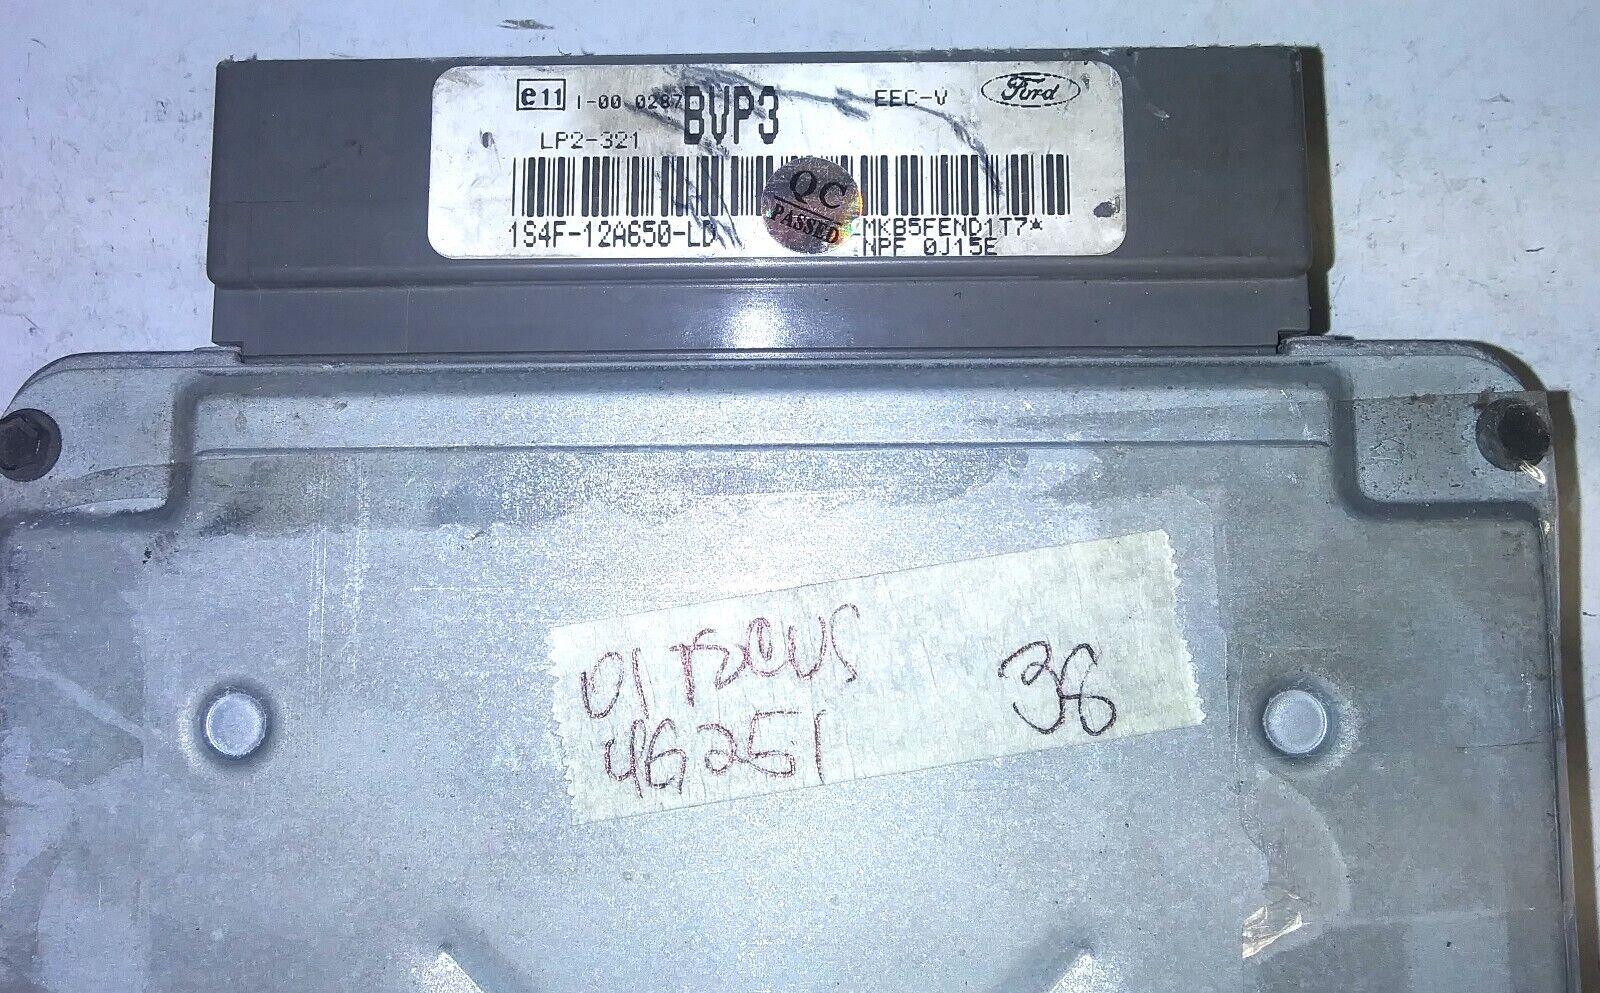 e11 I-00 0287 BVP3 EEC-V Ford
LP2-321
QC
PASSED
1S4F-12A650-LD
MKB5FEND1T7*
NPF 0J15E
01 FOCUS
4G251
38